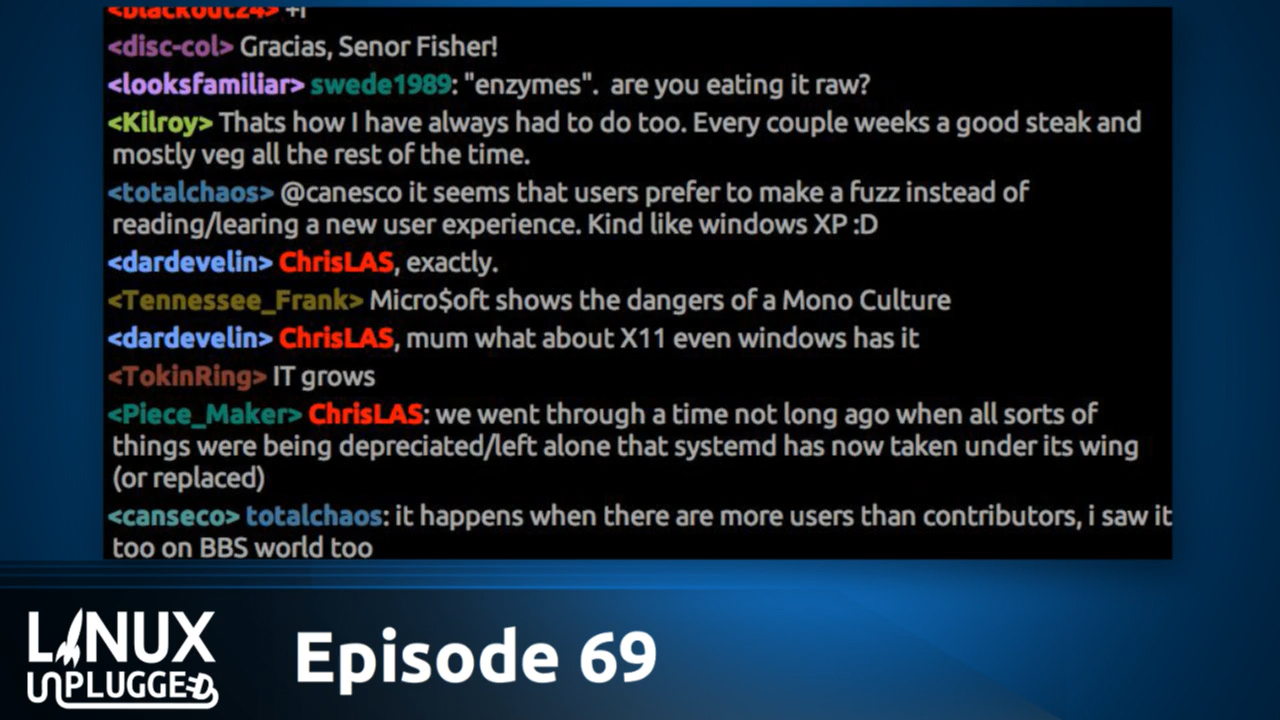 <blackout24> +1
<disc-col> Gracias, Senor Fisher!
<looksfamiliar> swede1989: "enzymes".  are you eating it raw?
<Kilroy> Thats how I have always had to do too. Every couple weeks a good steak and
mostly veg all the rest of the time.
<totalchaos> @canesco it seems that users prefer to make a fuzz instead of
reading/learing a new user experience. Kind like windows XP :D
<dardevelin> ChrisLAS, exactly.
<Tennessee_Frank> Micro$oft shows the dangers of a Mono Culture
<dardevelin> ChrisLAS, mum what about X11 even windows has it
<TokinRing> IT grows
<Piece_Maker> ChrisLAS: we went through a time not long ago when all sorts of
things were being depreciated/left alone that systemd has now taken under its wing
(or replaced)
<canseco> totalchaos: it happens when there are more users than contributors, i saw it
too on BBS world too
LINUX
UNPLUGGED
Episode 69